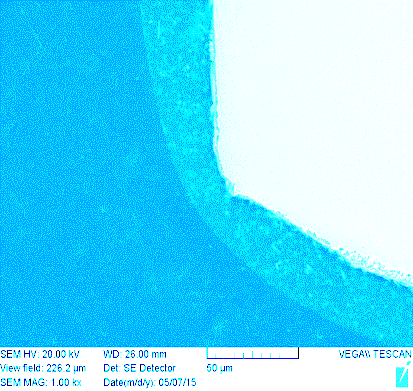 SEM HV: 20.00 kV WD: 26.00 mm VEGA\\ TESCAN
View field: 226.2 µm Det: SE Detector 50 µm
SEM MAG: 1.00 kx Date(m/d/y): 05/07/15